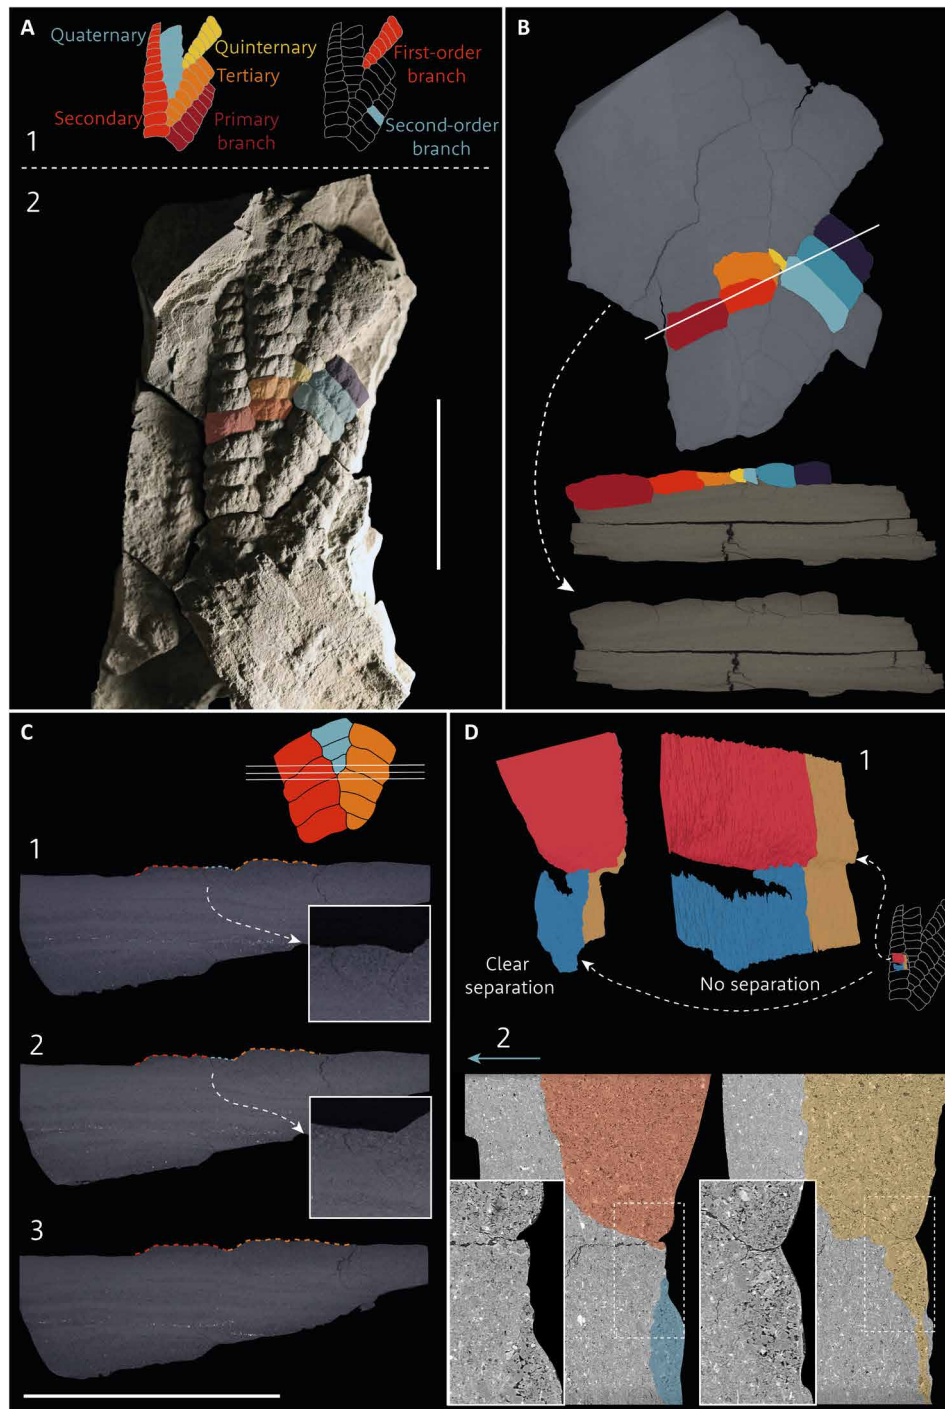 A
Quaternary
Quinternary
Tertiary
Secondary
Primary
branch
First-order
branch
Second-order
branch
1
2
B
C
1
2
3
D
1
Clear
separation
No separation
2